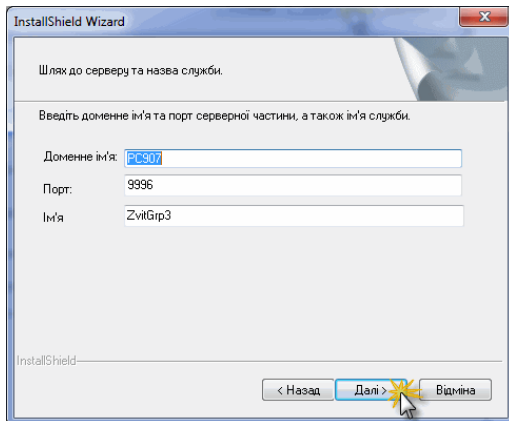 InstallShield Wizard
Шлях до серверу та назва служби.
Введіть доменне ім'я та порт серверної частини, а також ім'я служби.
Доменне ім'я: PC907
Порт: 9996
Ім'я ZvitGrp3
InstallShield
< Назад Далі > Відміна